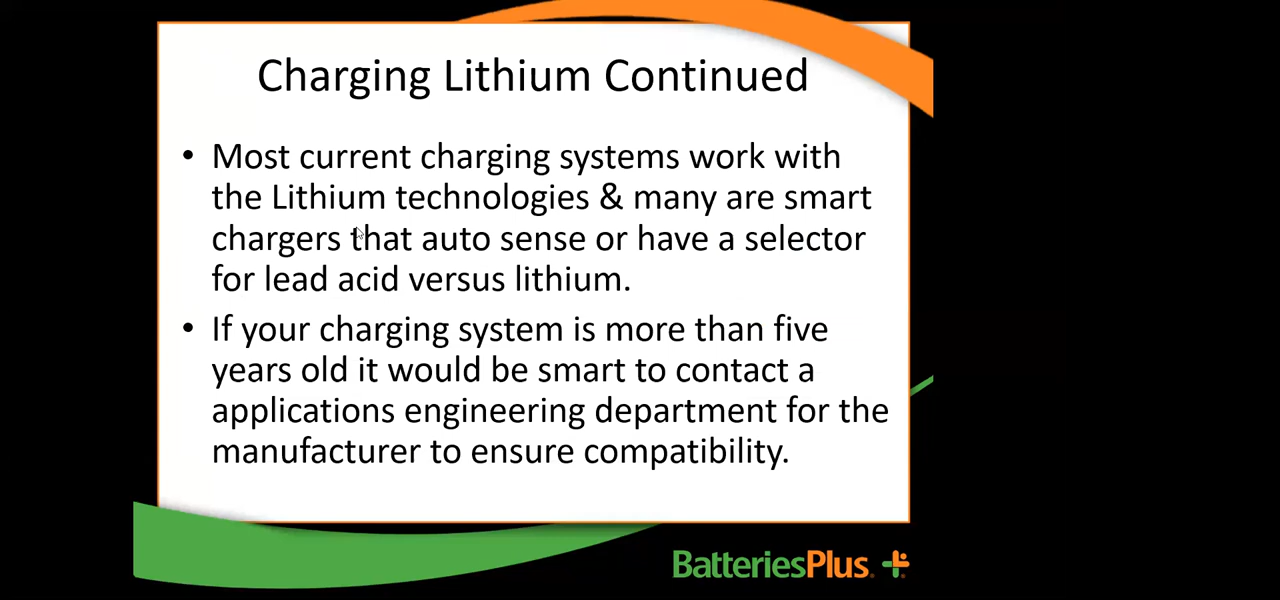 Charging Lithium Continued
• Most current charging systems work with
the Lithium technologies & many are smart
chargers that auto sense or have a selector
for lead acid versus lithium.
• If your charging system is more than five
years old it would be smart to contact a
applications engineering department for the
manufacturer to ensure compatibility.
BatteriesPlus